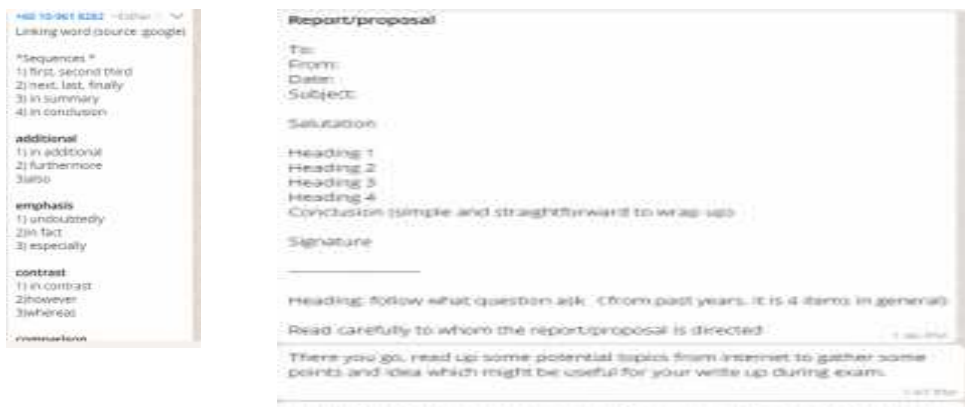 Linking word (source :google)
*Sequences *
1) first, second third
2) next, last, finally
3) in summary
4) in conclusion
additional
1) in additional
2) furthermore
3)also
emphasis
1) undoubtedly
2)in fact
3) especially
contrast
1) in contrast
2)however
3)whereas
comparison
Report/proposal
To:
From:
Date:
Subject:
Salutation
Heading 1
Heading 2
Heading 3
Heading 4
Conclusion (simple and straightforward to wrap up)
Signature
Heading: follow what question ask (from past years, it is 4 items in general)
Read carefully to whom the report/proposal is directed
There you go, read up some potential topics from internet to gather some
points and idea which might be useful for your write up during exam.